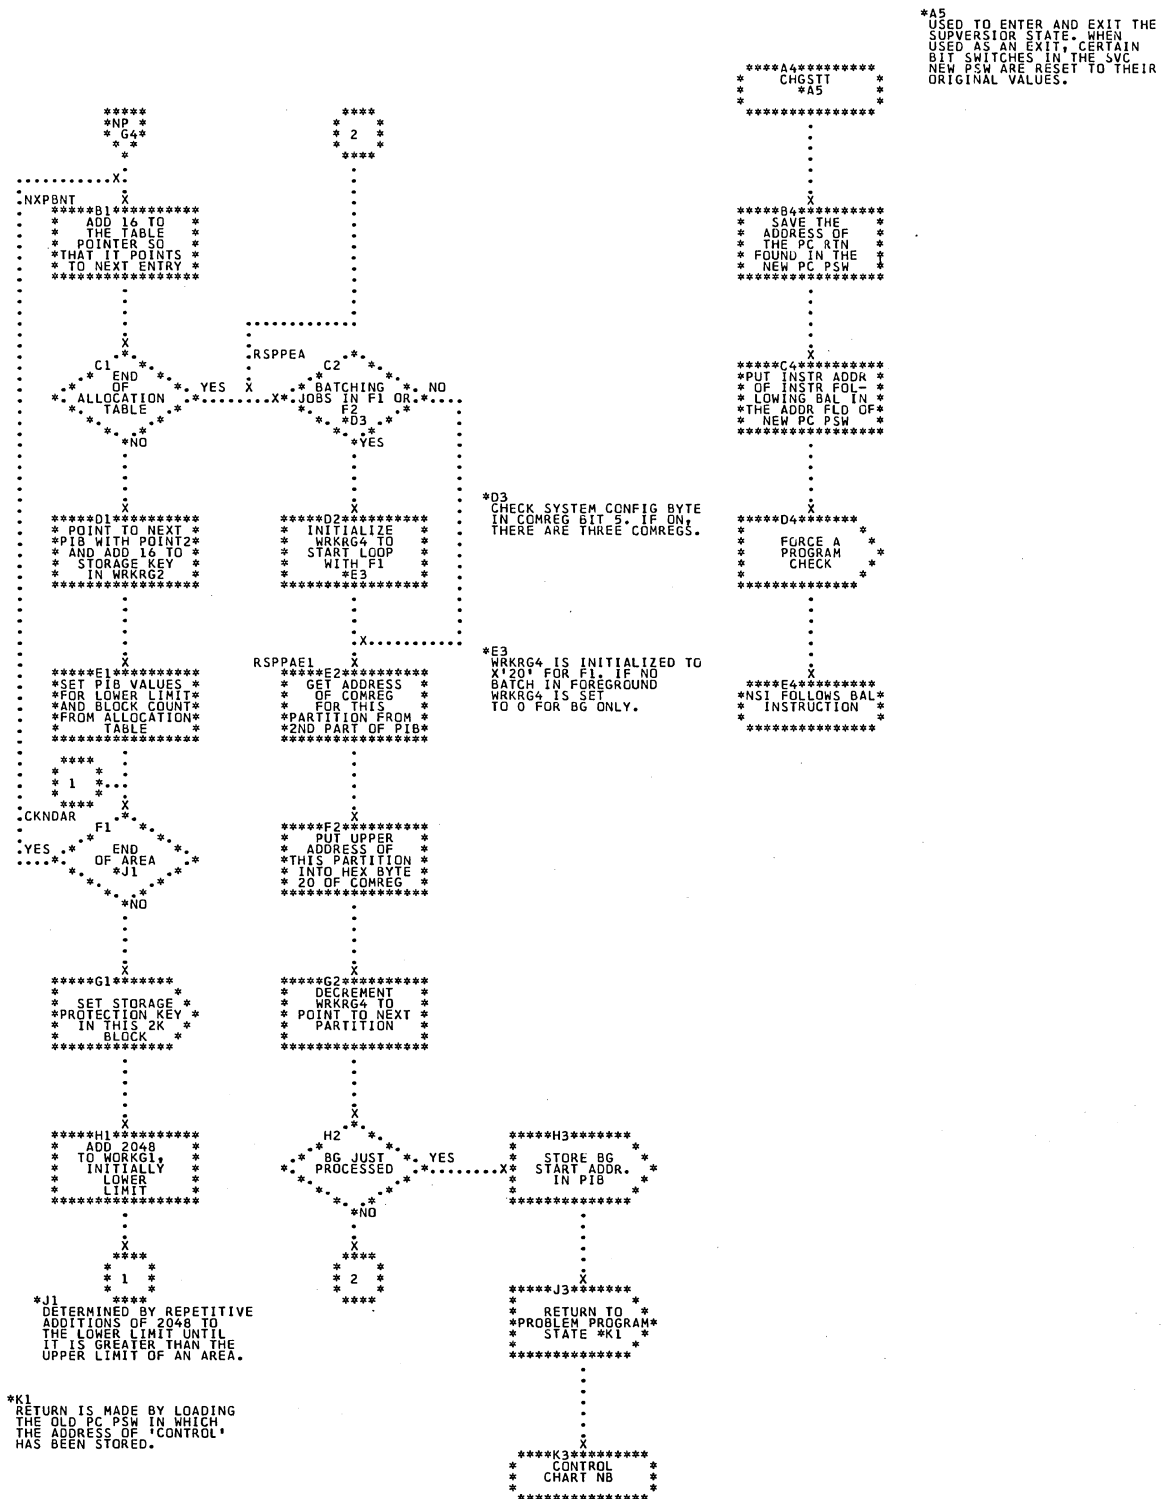 *A5
USED TO ENTER AND EXIT THE
SUPVERSIOR STATE. WHEN
USED AS AN EXIT, CERTAIN
BIT SWITCHES IN THE SVC
NEW PSW ARE RESET TO THEIR
ORIGINAL VALUES.
A4
CHGSTT
*A5
NP
G4
2
NXPBNT
B1
ADD 16 TO
THE TABLE
POINTER SO
THAT IT POINTS
TO NEXT ENTRY
B4
SAVE THE
ADDRESS OF
THE PC RTN
FOUND IN THE
NEW PC PSW
C1
END
OF
ALLOCATION
TABLE
YES
NO
RSPPEA
C2
BATCHING
JOBS IN F1 OR
F2
*D3
NO
YES
C4
PUT INSTR ADDR
OF INSTR FOL-
LOWING BAL IN
THE ADDR FLD OF
NEW PC PSW
D1
POINT TO NEXT
PIB WITH POINT2
AND ADD 16 TO
STORAGE KEY
IN WRKRG2
D2
INITIALIZE
WRKRG4 TO
START LOOP
WITH F1
*E3
*D3
CHECK SYSTEM CONFIG BYTE
IN COMREG BIT 5. IF ON,
THERE ARE THREE COMREGS.
D4
FORCE A
PROGRAM
CHECK
E1
SET PIB VALUES
FOR LOWER LIMIT
AND BLOCK COUNT
FROM ALLOCATION
TABLE
RSPPAE1
E2
GET ADDRESS
OF COMREG
FOR THIS
PARTITION FROM
2ND PART OF PIB
*E3
WRKRG4 IS INITIALIZED TO
X'20' FOR F1. IF NO
BATCH IN FOREGROUND
WRKRG4 IS SET
TO 0 FOR BG ONLY.
E4
NSI FOLLOWS BAL
INSTRUCTION
1
CKNDAR
F1
END
OF AREA
*J1
YES
NO
F2
PUT UPPER
ADDRESS OF
THIS PARTITION
INTO HEX BYTE
20 OF COMREG
G1
SET STORAGE
PROTECTION KEY
IN THIS 2K
BLOCK
G2
DECREMENT
WRKRG4 TO
POINT TO NEXT
PARTITION
H1
ADD 2048
TO WORKG1,
INITIALLY
LOWER
LIMIT
H2
BG JUST
PROCESSED
YES
NO
H3
STORE BG
START ADDR.
IN PIB
1
2
*J1
DETERMINED BY REPETITIVE
ADDITIONS OF 2048 TO
THE LOWER LIMIT UNTIL
IT IS GREATER THAN THE
UPPER LIMIT OF AN AREA.
J3
RETURN TO
PROBLEM PROGRAM
STATE *K1
*K1
RETURN IS MADE BY LOADING
THE OLD PC PSW IN WHICH
THE ADDRESS OF 'CONTROL'
HAS BEEN STORED.
K3
CONTROL
CHART NB